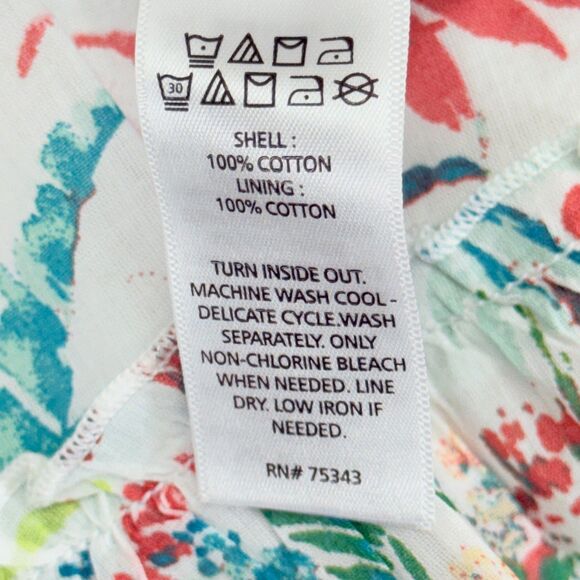 30
SHELL :
100% COTTON
LINING :
100% COTTON
TURN INSIDE OUT.
MACHINE WASH COOL -
DELICATE CYCLE.WASH
SEPARATELY. ONLY
NON-CHLORINE BLEACH
WHEN NEEDED. LINE
DRY. LOW IRON IF
NEEDED.
RN# 75343